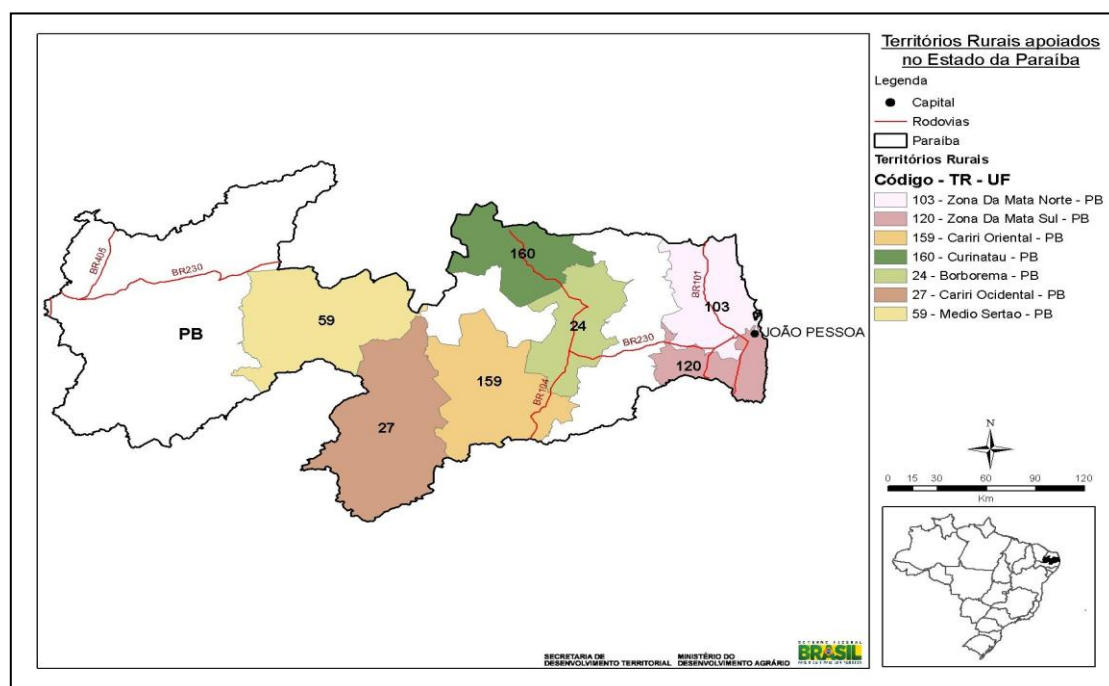 Territórios Rurais apoiados
no Estado da Paraíba
Legenda
Capital
Rodovias
Paraíba
Territórios Rurais
Código - TR - UF
103 - Zona Da Mata Norte - PB
120 - Zona Da Mata Sul - PB
159 - Cariri Oriental - PB
160 - Curinatau - PB
24 - Borborema - PB
27 - Cariri Ocidental - PB
59 - Medio Sertao - PB
BR405
BR230
PB
59
27
159
160
24
BR104
BR230
BR101
103
120
JOÃO PESSOA
N
0 15 30 60 90 120
Km
SECRETARIA DE
DESENVOLVIMENTO TERRITORIAL
MINISTÉRIO DO
DESENVOLVIMENTO AGRÁRIO
GOVERNO FEDERAL
BRASIL